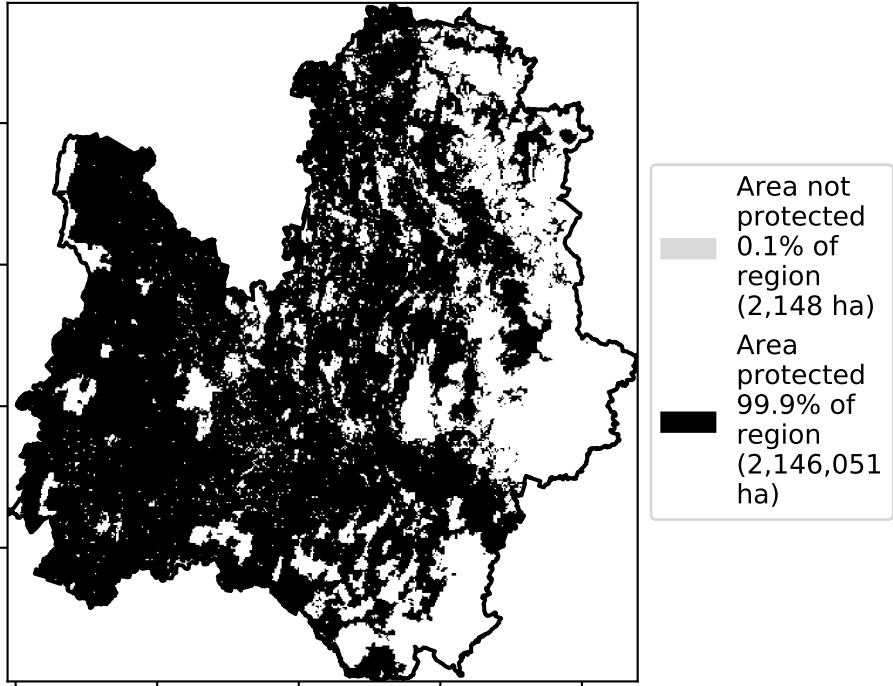 Area not
protected
0.1% of
region
(2,148 ha)
Area
protected
99.9% of
region
(2,146,051
ha)